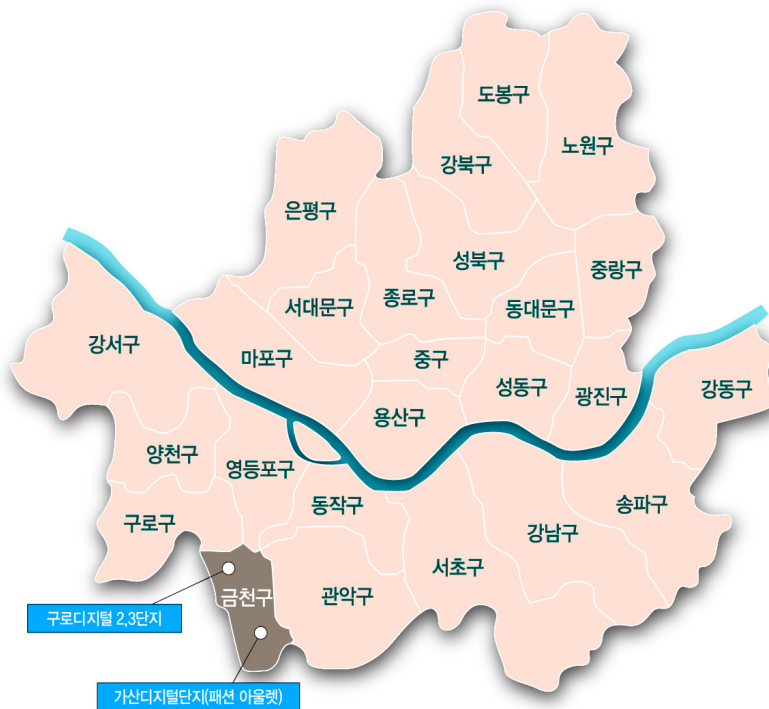 도봉구
노원구
강북구
은평구
성북구
중랑구
서대문구
종로구
동대문구
강서구
마포구
중구
성동구
광진구
강동구
용산구
양천구
영등포구
동작구
송파구
구로구
강남구
서초구
관악구
금천구
구로디지털 2,3단지
가산디지털단지(패션 아울렛)